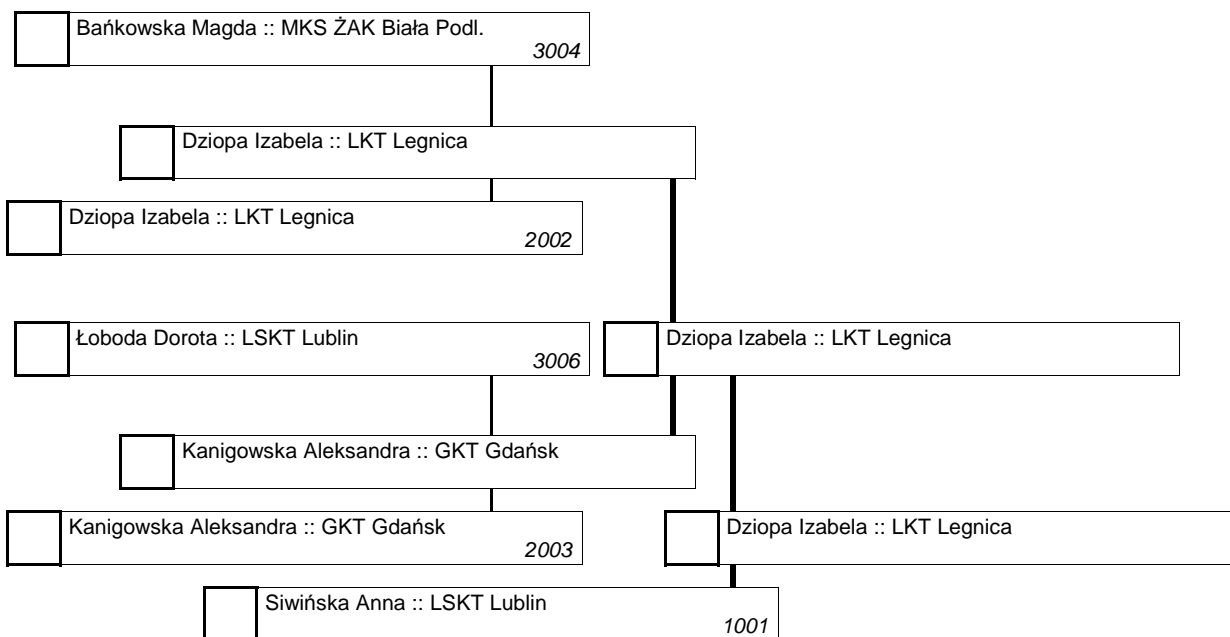 Bańkowska Magda :: MKS ŻAK Biała Podl.
3004
Dziopa Izabela :: LKT Legnica
Dziopa Izabela :: LKT Legnica
2002
Łoboda Dorota :: LSKT Lublin
3006
Dziopa Izabela :: LKT Legnica
Kanigowska Aleksandra :: GKT Gdańsk
Kanigowska Aleksandra :: GKT Gdańsk
2003
Dziopa Izabela :: LKT Legnica
Siwińska Anna :: LSKT Lublin
1001